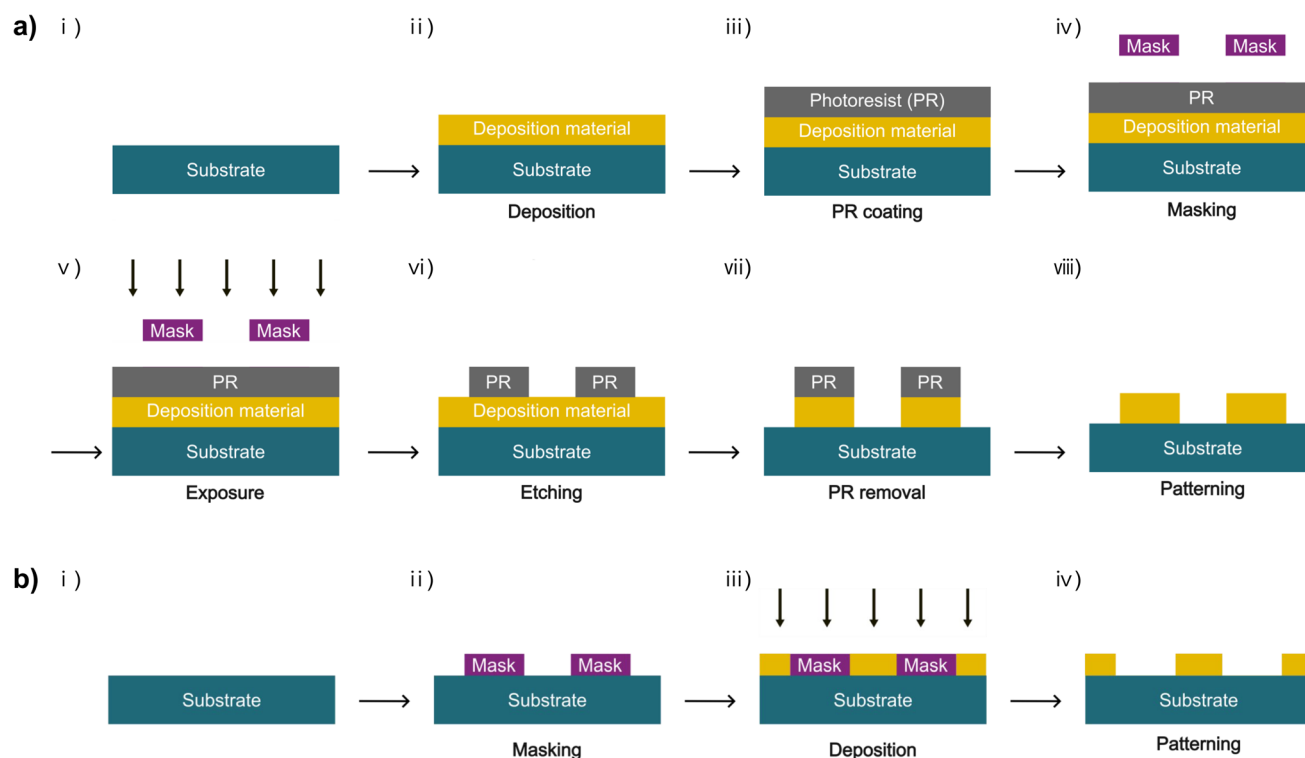 a)
i)
ii)
iii)
iv)
Mask Mask
Photoresist (PR)
PR
Deposition material
Deposition material
Deposition material
Substrate
Substrate
Substrate
Substrate
Deposition
PR coating
Masking
v)
vi)
vii)
viii)
Mask Mask
PR
PR PR
PR PR
Deposition material
Deposition material
Substrate
Substrate
Substrate
Substrate
Exposure
Etching
PR removal
Patterning
b)
i)
ii)
iii)
iv)
Mask Mask
Mask Mask
Substrate
Substrate
Substrate
Substrate
Masking
Deposition
Patterning